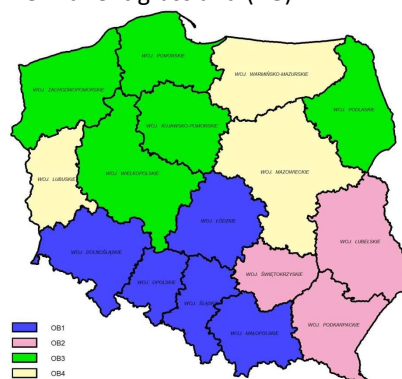 WOJ. POMORSKIE
WOJ. WARMIŃSKO-MAZURSKIE
WOJ. ZACHODNIOPOMORSKIE
WOJ. PODLASKIE
WOJ. KUJAWSKO-POMORSKIE
WOJ. WIELKOPOLSKIE
WOJ. MAZOWIECKIE
WOJ. LUBUSKIE
WOJ. ŁÓDZKIE
WOJ. LUBELSKIE
WOJ. DOLNOŚLĄSKIE
WOJ. ŚWIĘTOKRZYSKIE
WOJ. OPOLSKIE
WOJ. ŚLĄSKIE
WOJ. PODKARPACKIE
WOJ. MAŁOPOLSKIE
OB1
OB2
OB3
OB4